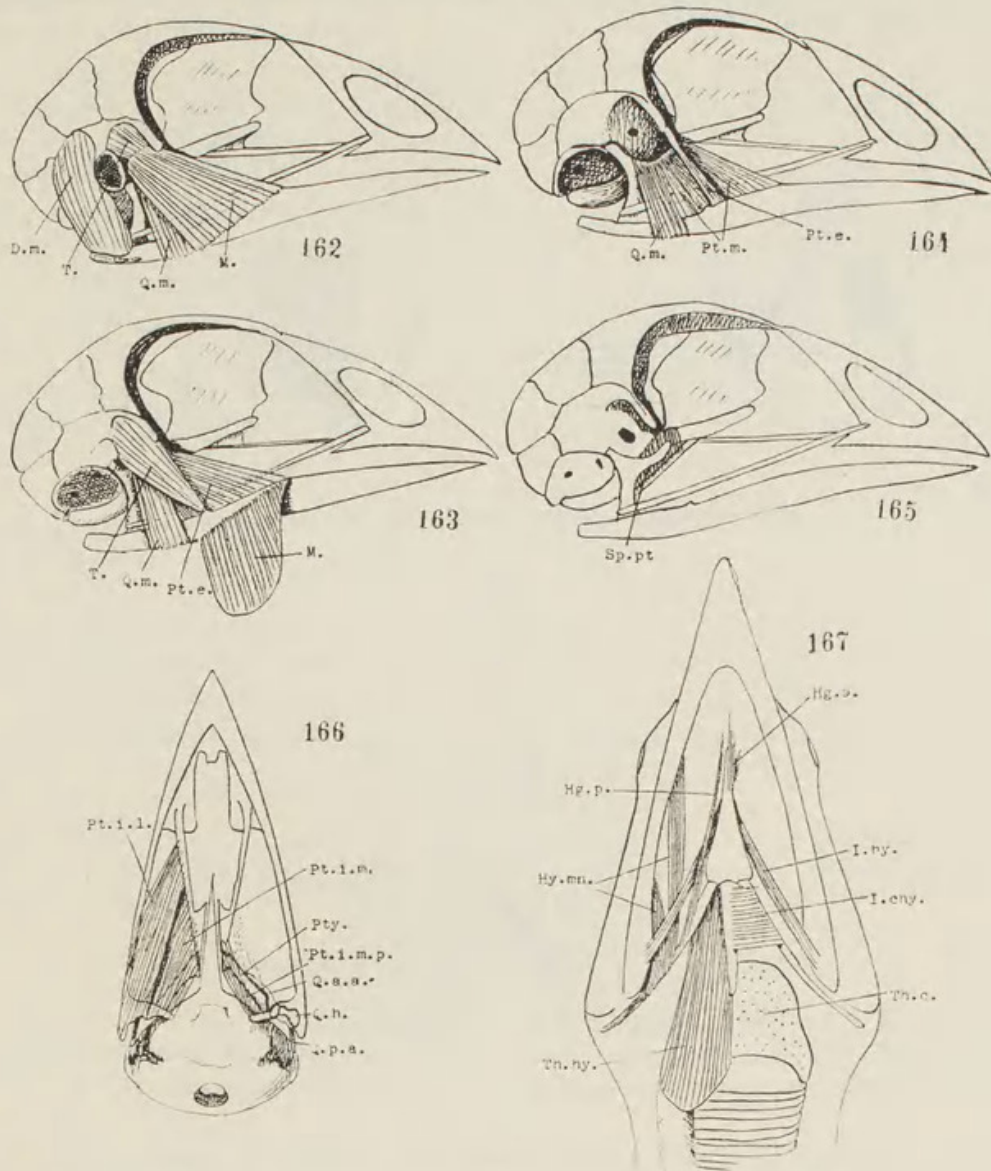 D.m.
T.
Q.m.
M.
162
Q.m.
Pt.m.
Pt.e.
164
T.
Q.m.
Pt.e.
M.
163
Sp.pt
165
166
Pt.i.l.
Pt.i.m.
Pty.
Pt.i.m.p.
Q.a.a.
Q.h.
Q.p.a.
167
Hg.s.
Hg.p.
I.hy.
Hy.mn.
I.chy.
Th.c.
Th.hy.